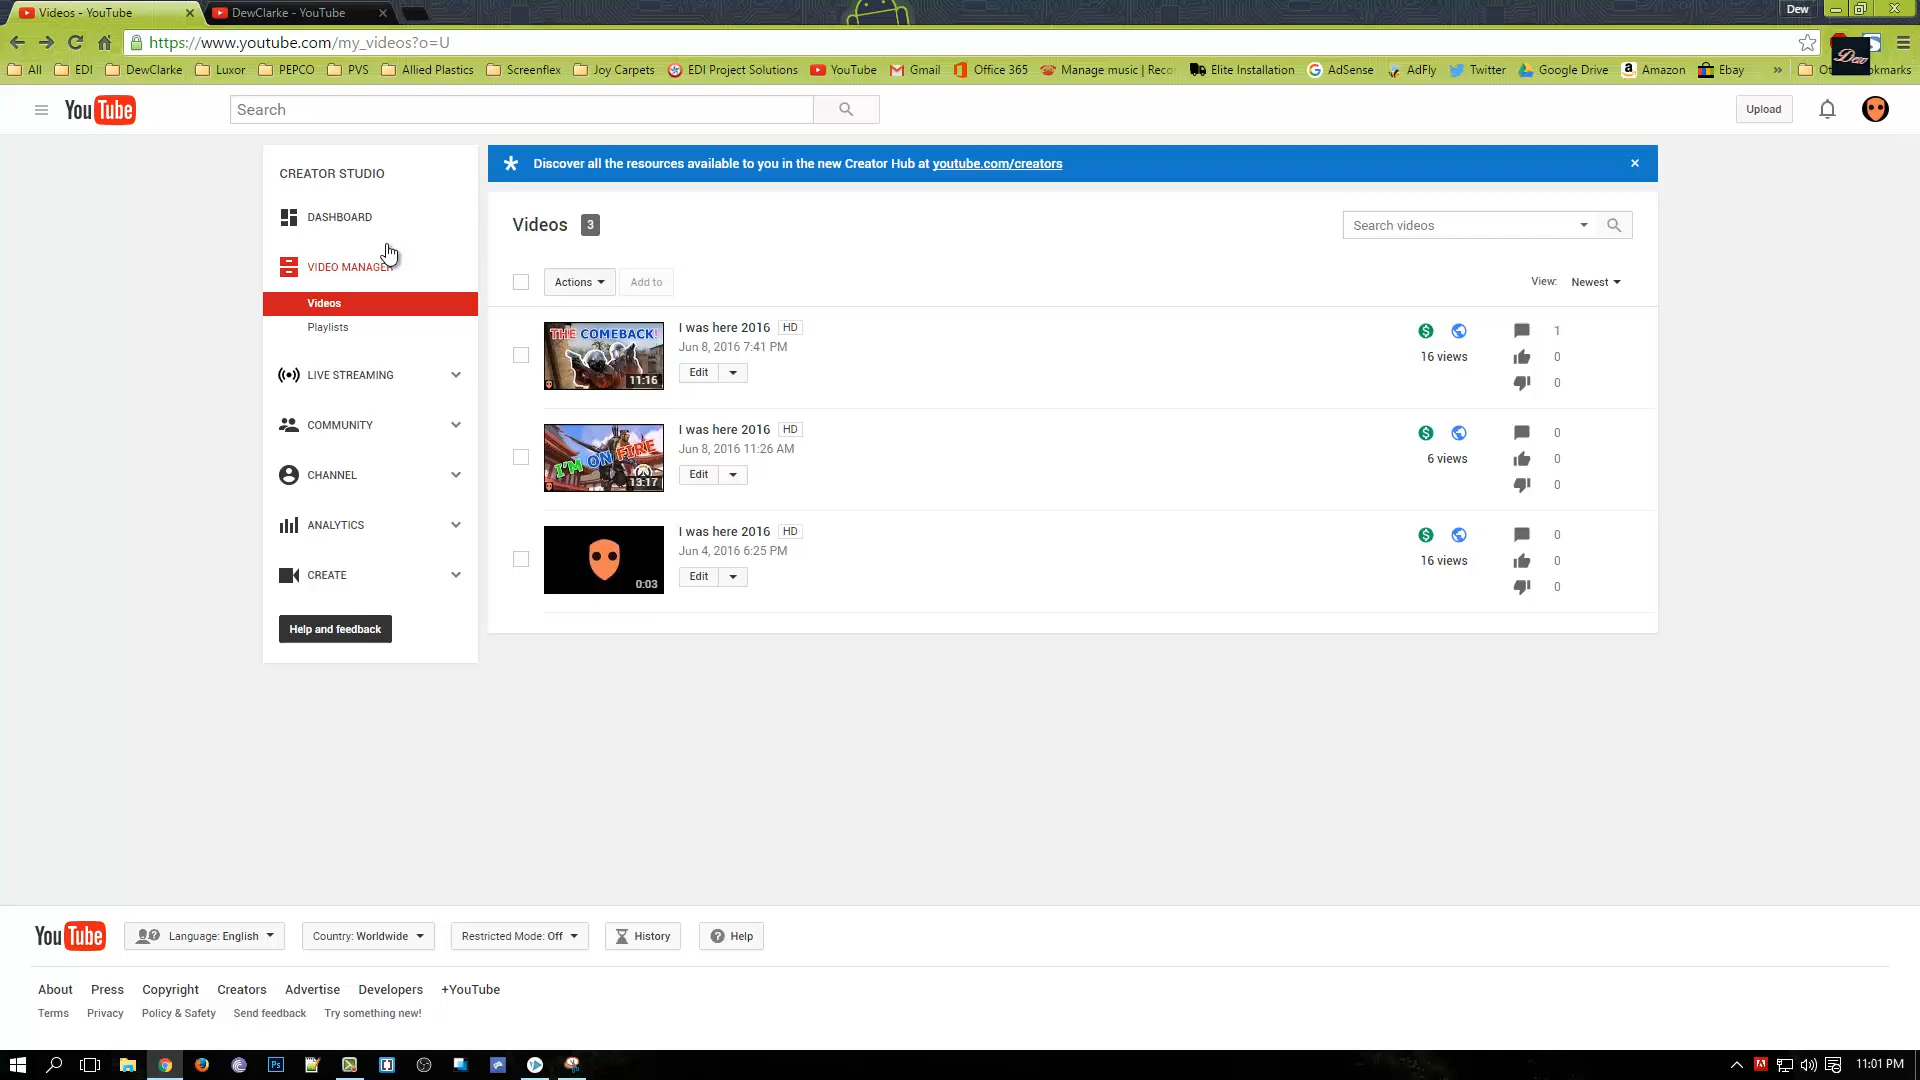 Videos - YouTube
DewClarke - YouTube
Dew
https://www.youtube.com/my_videos?o=U
All
EDI
DewClarke
Luxor
PEPCO
PVS
Allied Plastics
Screenflex
Joy Carpets
EDI Project Solutions
YouTube
Gmail
Office 365
Manage music | Reco
Elite Installation
AdSense
AdFly
Twitter
Google Drive
Amazon
Ebay
»
Dew
You Tube
Search
Upload
CREATOR STUDIO
DASHBOARD
VIDEO MANAGER
Videos
Playlists
LIVE STREAMING
COMMUNITY
CHANNEL
ANALYTICS
CREATE
Help and feedback
Discover all the resources available to you in the new Creator Hub at youtube.com/creators
Videos 3
Search videos
Actions
Add to
View: Newest
THE COMEBACK!
11:16
I was here 2016 HD
Jun 8, 2016 7:41 PM
Edit
16 views
1
0
0
I'M ON FIRE
13:17
I was here 2016 HD
Jun 8, 2016 11:26 AM
Edit
6 views
0
0
0
0:03
I was here 2016 HD
Jun 4, 2016 6:25 PM
Edit
16 views
0
0
0
You Tube
Language: English
Country: Worldwide
Restricted Mode: Off
History
Help
About Press Copyright Creators Advertise Developers +YouTube
Terms Privacy Policy & Safety Send feedback Try something new!
Ps
11:01 PM